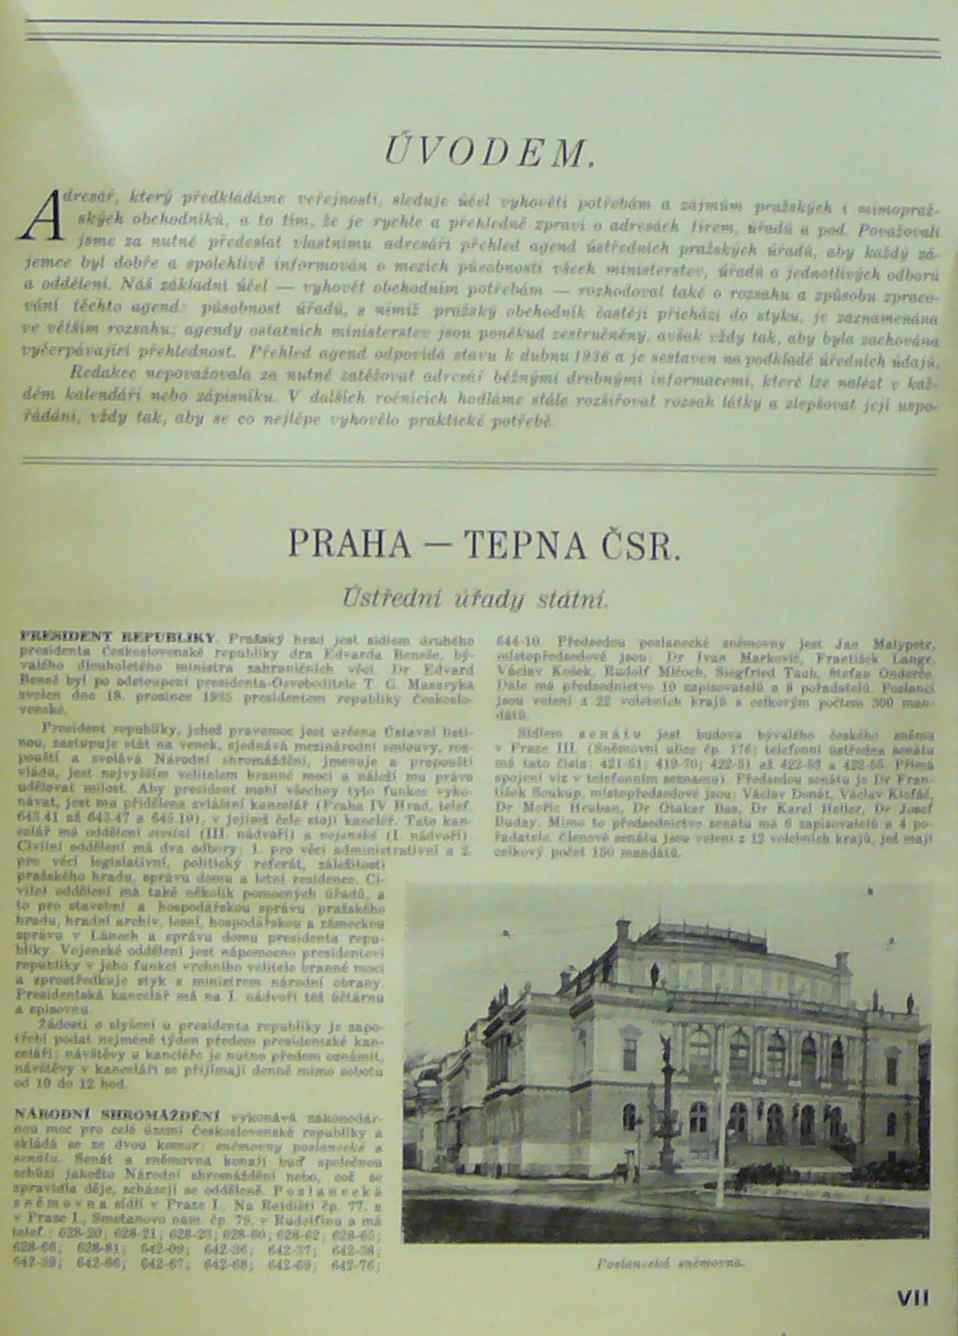 ÚVODEM.
Adresář, který předkládáme veřejnosti, sleduje účel vyhověti potřebám a zájmům pražských i mimopraž-
ských obchodníků, a to tím, že je rychle a přehledně zpraví o adresách firem, úřadů a pod. Považovali
jsme za nutné předeslat vlastnímu adresáři přehled agend ústředních pražských úřadů, aby každý zá-
jemce byl dobře a spolehlivě informován o mezích působnosti všech ministerstev, úřadů a jednotlivých odborů
a oddělení. Náš základní účel — vyhovět obchodním potřebám — rozhodoval také o rozsahu a způsobu zpraco-
vání těchto agend: působnost úřadů, s nimiž pražský obchodník častěji přichází do styku, je zaznamenána
ve větším rozsahu; agendy ostatních ministerstev jsou poněkud zestručněny, avšak vždy tak, aby byla zachována
vyčerpávající přehlednost. Přehled agend odpovídá stavu k dubnu 1936 a je sestaven na podkladě úředních údajů.
Redakce nepovažovala za nutné zatěžovat adresář běžnými drobnými informacemi, které lze nalézt v kaž-
dém kalendáři nebo zápisníku. V dalších ročnících hodláme stále rozšiřovat rozsah látky a zlepšovat její uspo-
řádání, vždy tak, aby se co nejlépe vyhovělo praktické potřebě.
PRAHA — TEPNA ČSR.
Ústřední úřady státní.
PRESIDENT REPUBLIKY. Pražský hrad jest sídlem druhého
presidenta Československé republiky dra Edvarda Beneše, bý-
valého dlouholetého ministra zahraničních věcí. Dr Edvard
Beneš byl po odstoupení presidenta-Osvoboditele T. G. Masaryka
zvolen dne 18. prosince 1935 presidentem republiky Českoslo-
venské.
President republiky, jehož pravomoc jest určena Ústavní listi-
nou, zastupuje stát na venek, sjednává mezinárodní smlouvy, roz-
pouští a svolává Národní shromáždění, jmenuje a propouští
vládu, jest nejvyšším velitelem branné moci a náleží mu právo
udělovat milost. Aby president mohl všechny tyto funkce vyko-
návat, jest mu přidělena zvláštní kancelář (Praha IV Hrad, telef.
643-41 až 643-47 a 645-10), v jejímž čele stojí kancléř. Tato kan-
celář má oddělení civilní (III. nádvoří) a vojenské (I. nádvoří).
Civilní oddělení má dva odbory: 1. pro věci administrativní a 2.
pro věci legislativní, politický referát, záležitosti
pražského hradu, správu domu a letní residence. Ci-
vilní oddělení má také několik pomocných úřadů, a
to pro stavební a hospodářskou správu pražského
hradu, hradní archiv, lesní, hospodářskou a zámeckou
správu v Lánech a správu domu presidenta repu-
bliky. Vojenské oddělení jest nápomocno presidentovi
republiky v jeho funkci vrchního velitele branné moci
a zprostředkuje styk s ministrem národní obrany.
Presidentská kancelář má na I. nádvoří též účtárnu
a spisovnu.
Žádosti o slyšení u presidenta republiky je zapo-
třebí podat nejméně týden předem presidentské kan-
celáři; návštěvy u kancléře je nutno předem oznámit,
návštěvy v kanceláři se přijímají denně mimo sobotu
od 10 do 12 hod.
NÁRODNÍ SHROMÁŽDĚNÍ vykonává zákonodár-
nou moc pro celé území Československé republiky a
skládá se ze dvou komor: sněmovny poslanecké a
senátu. Senát a sněmovna konají buď společnou
schůzi jakožto Národní shromáždění nebo, což se
zpravidla děje, scházejí se odděleně. Poslanecká
sněmovna sídlí v Praze I., Na Rejdišti čp. 77. a
v Praze I., Smetanovo nám. čp. 79, v Rudolfinu a má
telef.: 628-20; 628-21; 628-23; 628-60; 628-62; 628-65;
628-66; 628-81; 642-09; 642-36; 642-37; 642-38;
642-39; 642-66; 642-67; 642-68; 642-69; 642-76;
644-10. Předsedou poslanecké sněmovny jest Jan Malypetr,
místopředsedové jsou: Dr Ivan Markovič, František Langr,
Václav Košek, Rudolf Mlčoch, Siegfried Taub, Štefan Onderčo.
Dále má předsednictvo 10 zapisovatelů a 8 pořadatelů. Poslanci
jsou voleni z 22 volebních krajů s celkovým počtem 300 man-
dátů.
Sídlem senátu jest budova bývalého českého sněmu
v Praze III. (Sněmovní ulice čp. 176; telefonní ústředna senátu
má tato čísla: 421-51; 419-70; 422-51 až 422-53 a 422-55. Přímá
spojení viz v telefonním seznamu). Předsedou senátu je Dr Fran-
tišek Soukup, místopředsedové jsou: Václav Donát, Václav Klofáč,
Dr Mořic Hruban, Dr Otakar Bas, Dr Karel Heller, Dr Josef
Buday. Mimo to předsednictvo senátu má 6 zapisovatelů a 4 po-
řadatele. Členové senátu jsou voleni z 12 volebních krajů, jež mají
celkový počet 150 mandátů.
Poslanecká sněmovna.
VII